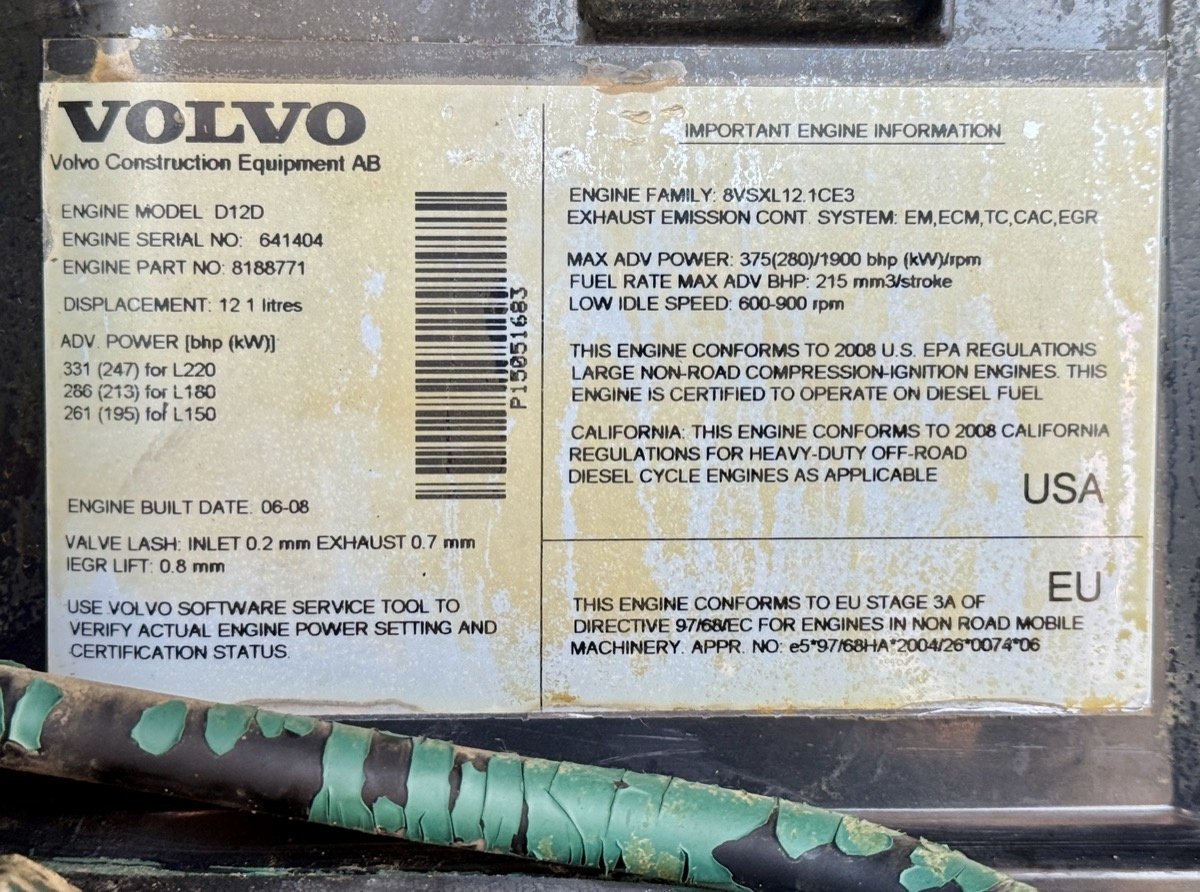 VOLVO
Volvo Construction Equipment AB
ENGINE MODEL D12D
ENGINE SERIAL NO: 641404
ENGINE PART NO: 8188771
DISPLACEMENT: 12 1 litres
ADV. POWER [bhp (kW)]
331 (247) for L220
286 (213) for L180
261 (195) for L150
P15051683
ENGINE BUILT DATE. 06-08
VALVE LASH: INLET 0.2 mm EXHAUST 0.7 mm
IEGR LIFT: 0.8 mm
USE VOLVO SOFTWARE SERVICE TOOL TO
VERIFY ACTUAL ENGINE POWER SETTING AND
CERTIFICATION STATUS.
IMPORTANT ENGINE INFORMATION
ENGINE FAMILY: 8VSXL12.1CE3
EXHAUST EMISSION CONT. SYSTEM: EM,ECM,TC,CAC,EGR
MAX ADV POWER: 375(280)/1900 bhp (kW)/rpm
FUEL RATE MAX ADV BHP: 215 mm3/stroke
LOW IDLE SPEED: 600-900 rpm
THIS ENGINE CONFORMS TO 2008 U.S. EPA REGULATIONS
LARGE NON-ROAD COMPRESSION-IGNITION ENGINES. THIS
ENGINE IS CERTIFIED TO OPERATE ON DIESEL FUEL
CALIFORNIA: THIS ENGINE CONFORMS TO 2008 CALIFORNIA
REGULATIONS FOR HEAVY-DUTY OFF-ROAD
DIESEL CYCLE ENGINES AS APPLICABLE
USA
EU
THIS ENGINE CONFORMS TO EU STAGE 3A OF
DIRECTIVE 97/68/EC FOR ENGINES IN NON ROAD MOBILE
MACHINERY. APPR. NO: e5*97/68HA*2004/26*0074*06